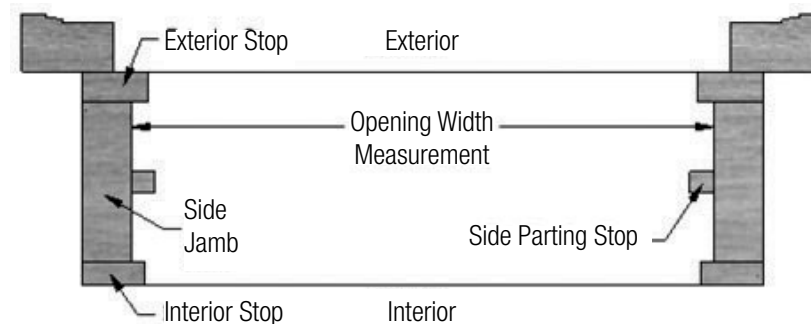 Exterior Stop
Exterior
Opening Width
Measurement
Side
Jamb
Side Parting Stop
Interior Stop
Interior